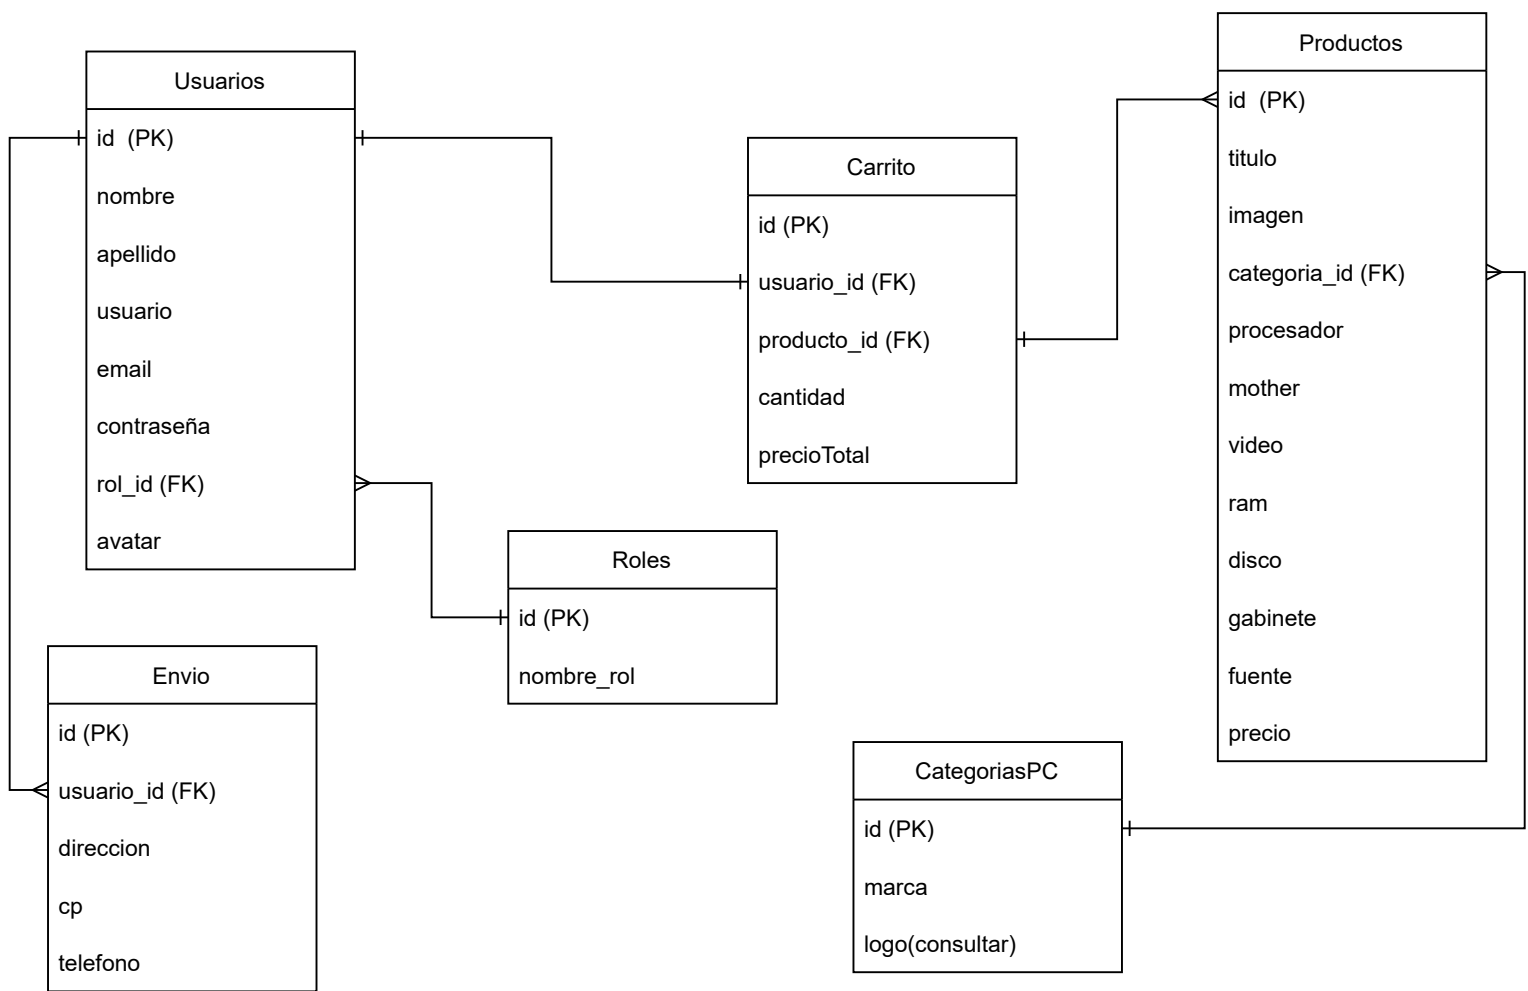 Usuarios
id  (PK)
nombre
apellido
usuario
email
contraseña
rol_id (FK)
avatar
Envio
id (PK)
usuario_id (FK)
direccion
cp
telefono
Roles
id (PK)
nombre_rol
Carrito
id (PK)
usuario_id (FK)
producto_id (FK)
cantidad
precioTotal
CategoriasPC
id (PK)
marca
logo(consultar)
Productos
id  (PK)
titulo
imagen
categoria_id (FK)
procesador
mother
video
ram
disco
gabinete
fuente
precio